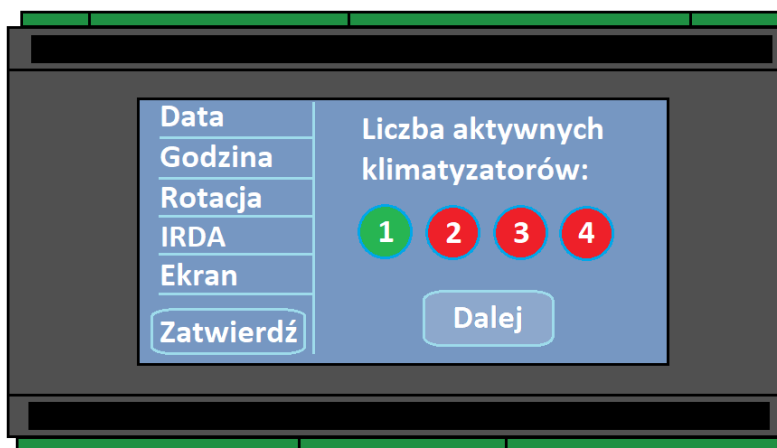 Data
Godzina
Rotacja
IRDA
Ekran
Zatwierdź
Liczba aktywnych
klimatyzatorów:
1 2 3 4
Dalej